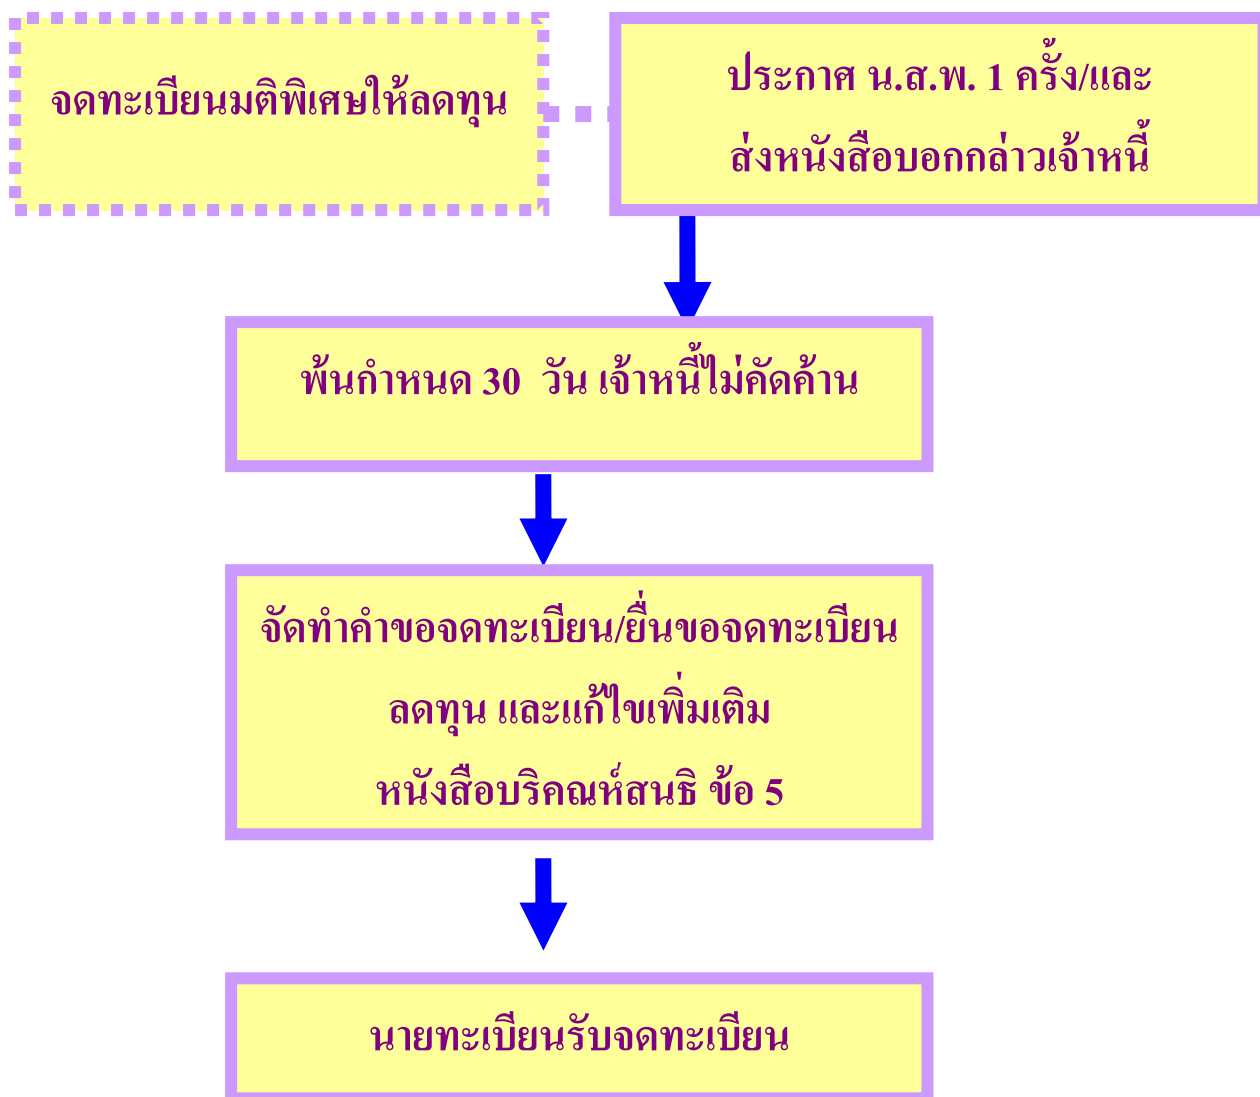 จดทะเบียนมติพิเศษให้ลดทุน
ประกาศ น.ส.พ. 1 ครั้ง/และ
ส่งหนังสือบอกกล่าวเจ้าหนี้
พ้นกำหนด 30 วัน เจ้าหนี้ไม่คัดค้าน
จัดทำคำขอจดทะเบียน/ยื่นขอจดทะเบียน
ลดทุน และแก้ไขเพิ่มเติม
หนังสือบริคณห์สนธิ ข้อ 5
นายทะเบียนรับจดทะเบียน